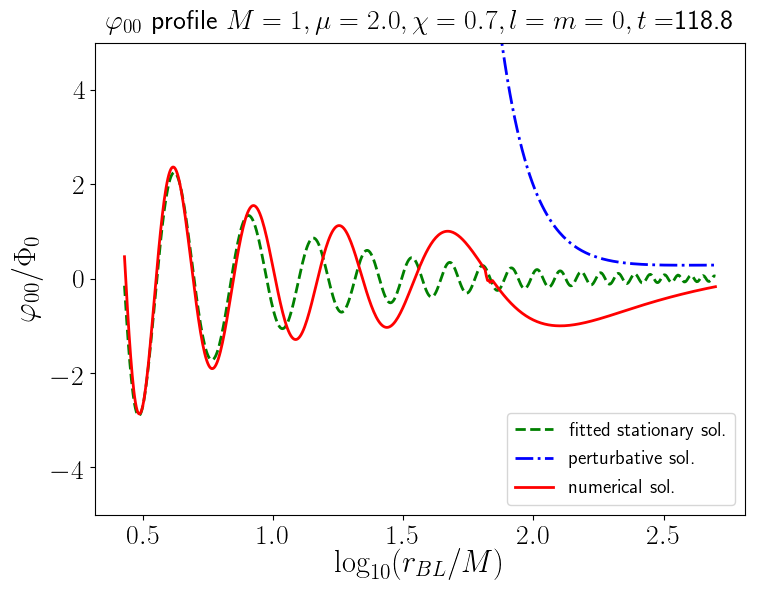 φ₀₀ profile M = 1, μ = 2.0, χ = 0.7, l = m = 0, t =118.8
φ₀₀/Φ₀
4
2
0
−2
−4
fitted stationary sol.
perturbative sol.
numerical sol.
0.5 1.0 1.5 2.0 2.5
log₁₀(r_BL/M)